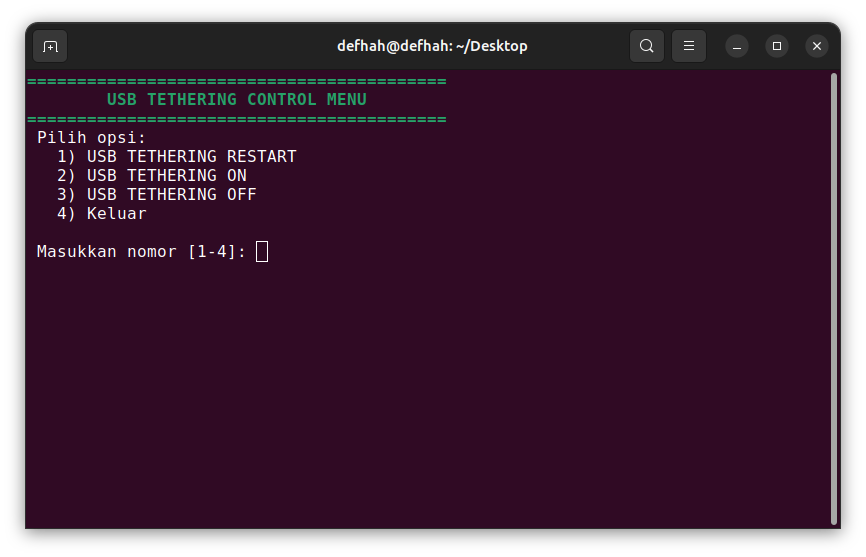 defhah@defhah: ~/Desktop
==========================================
USB TETHERING CONTROL MENU
==========================================
Pilih opsi:
1) USB TETHERING RESTART
2) USB TETHERING ON
3) USB TETHERING OFF
4) Keluar
Masukkan nomor [1-4]: